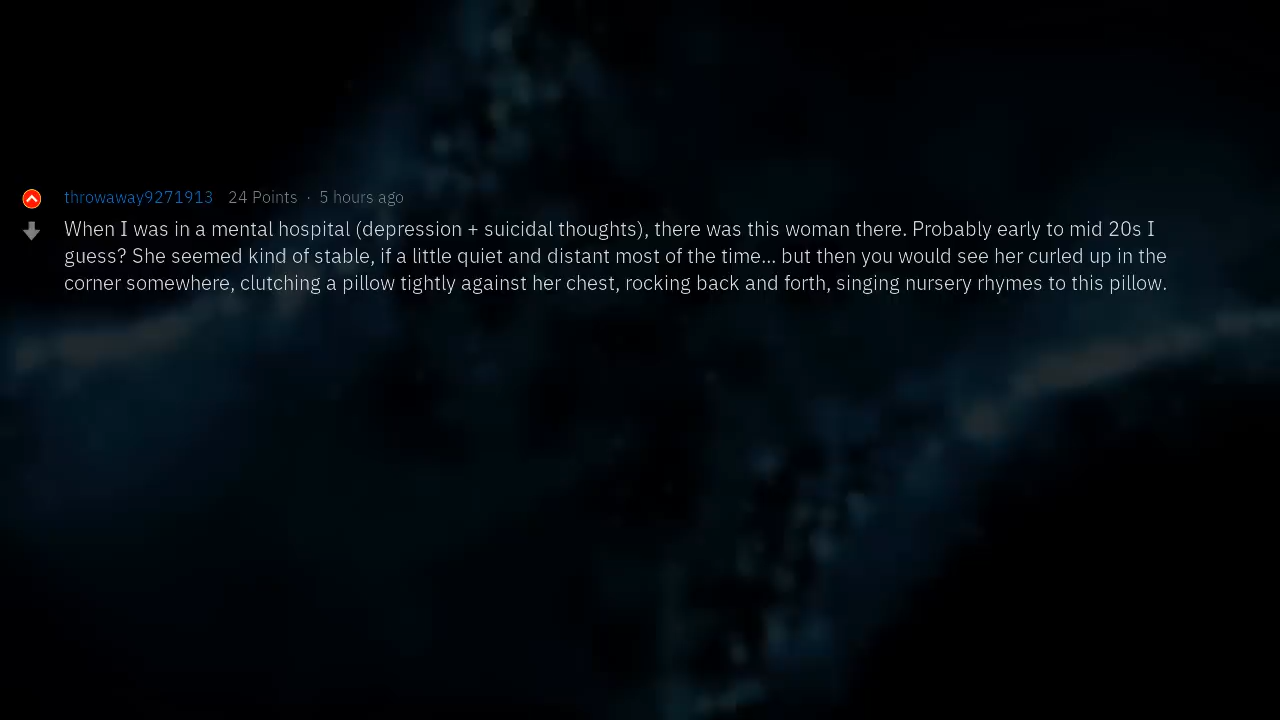 throwaway9271913 24 Points · 5 hours ago
When I was in a mental hospital (depression + suicidal thoughts), there was this woman there. Probably early to mid 20s I
guess? She seemed kind of stable, if a little quiet and distant most of the time... but then you would see her curled up in the
corner somewhere, clutching a pillow tightly against her chest, rocking back and forth, singing nursery rhymes to this pillow.